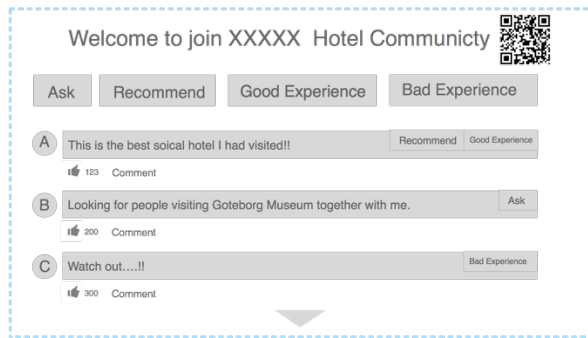 Welcome to join XXXXX Hotel Communicty
Ask Recommend Good Experience Bad Experience
A This is the best soical hotel I had visited!! Recommend Good Experience
123 Comment
B Looking for people visiting Goteborg Museum together with me. Ask
200 Comment
C Watch out....!! Bad Experience
300 Comment